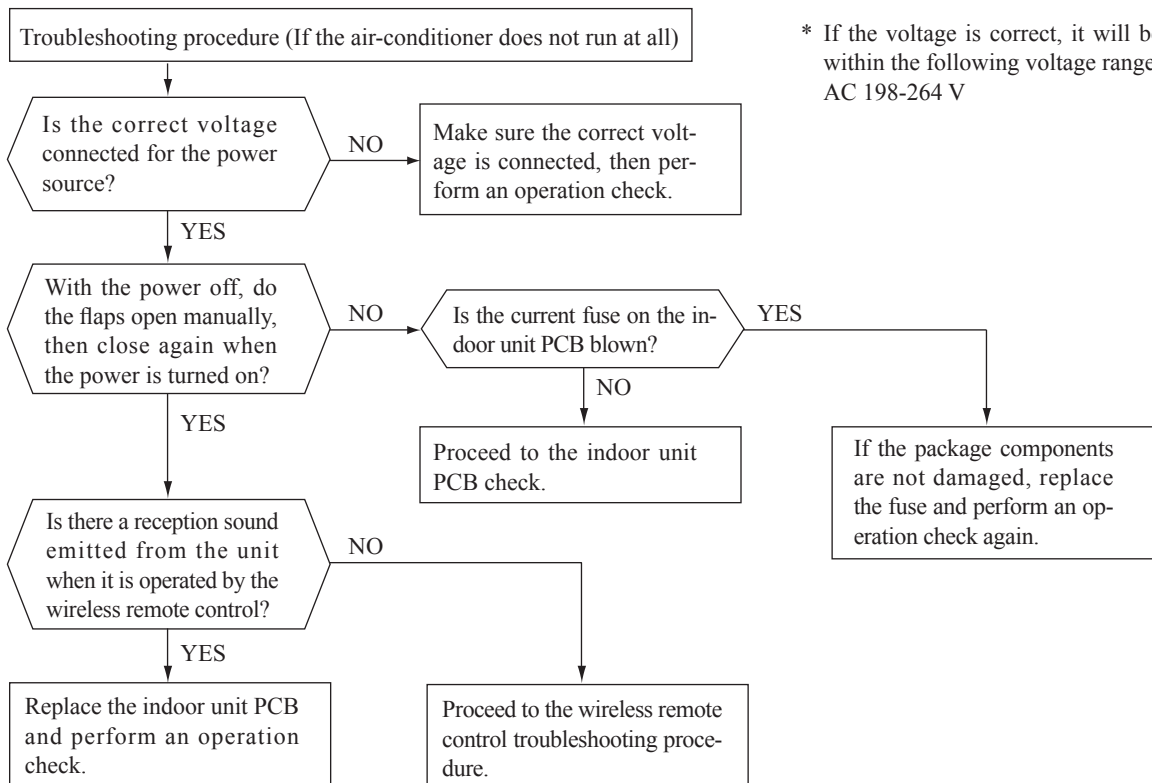 Troubleshooting procedure (If the air-conditioner does not run at all)
* If the voltage is correct, it will be
within the following voltage range
AC 198-264 V
Is the correct voltage
connected for the power
source?
NO
Make sure the correct volt-
age is connected, then per-
form an operation check.
YES
With the power off, do
the flaps open manually,
then close again when
the power is turned on?
NO
Is the current fuse on the in-
door unit PCB blown?
YES
NO
YES
Proceed to the indoor unit
PCB check.
If the package components
are not damaged, replace
the fuse and perform an op-
eration check again.
Is there a reception sound
emitted from the unit
when it is operated by the
wireless remote control?
NO
YES
Replace the indoor unit PCB
and perform an operation
check.
Proceed to the wireless remote
control troubleshooting proce-
dure.